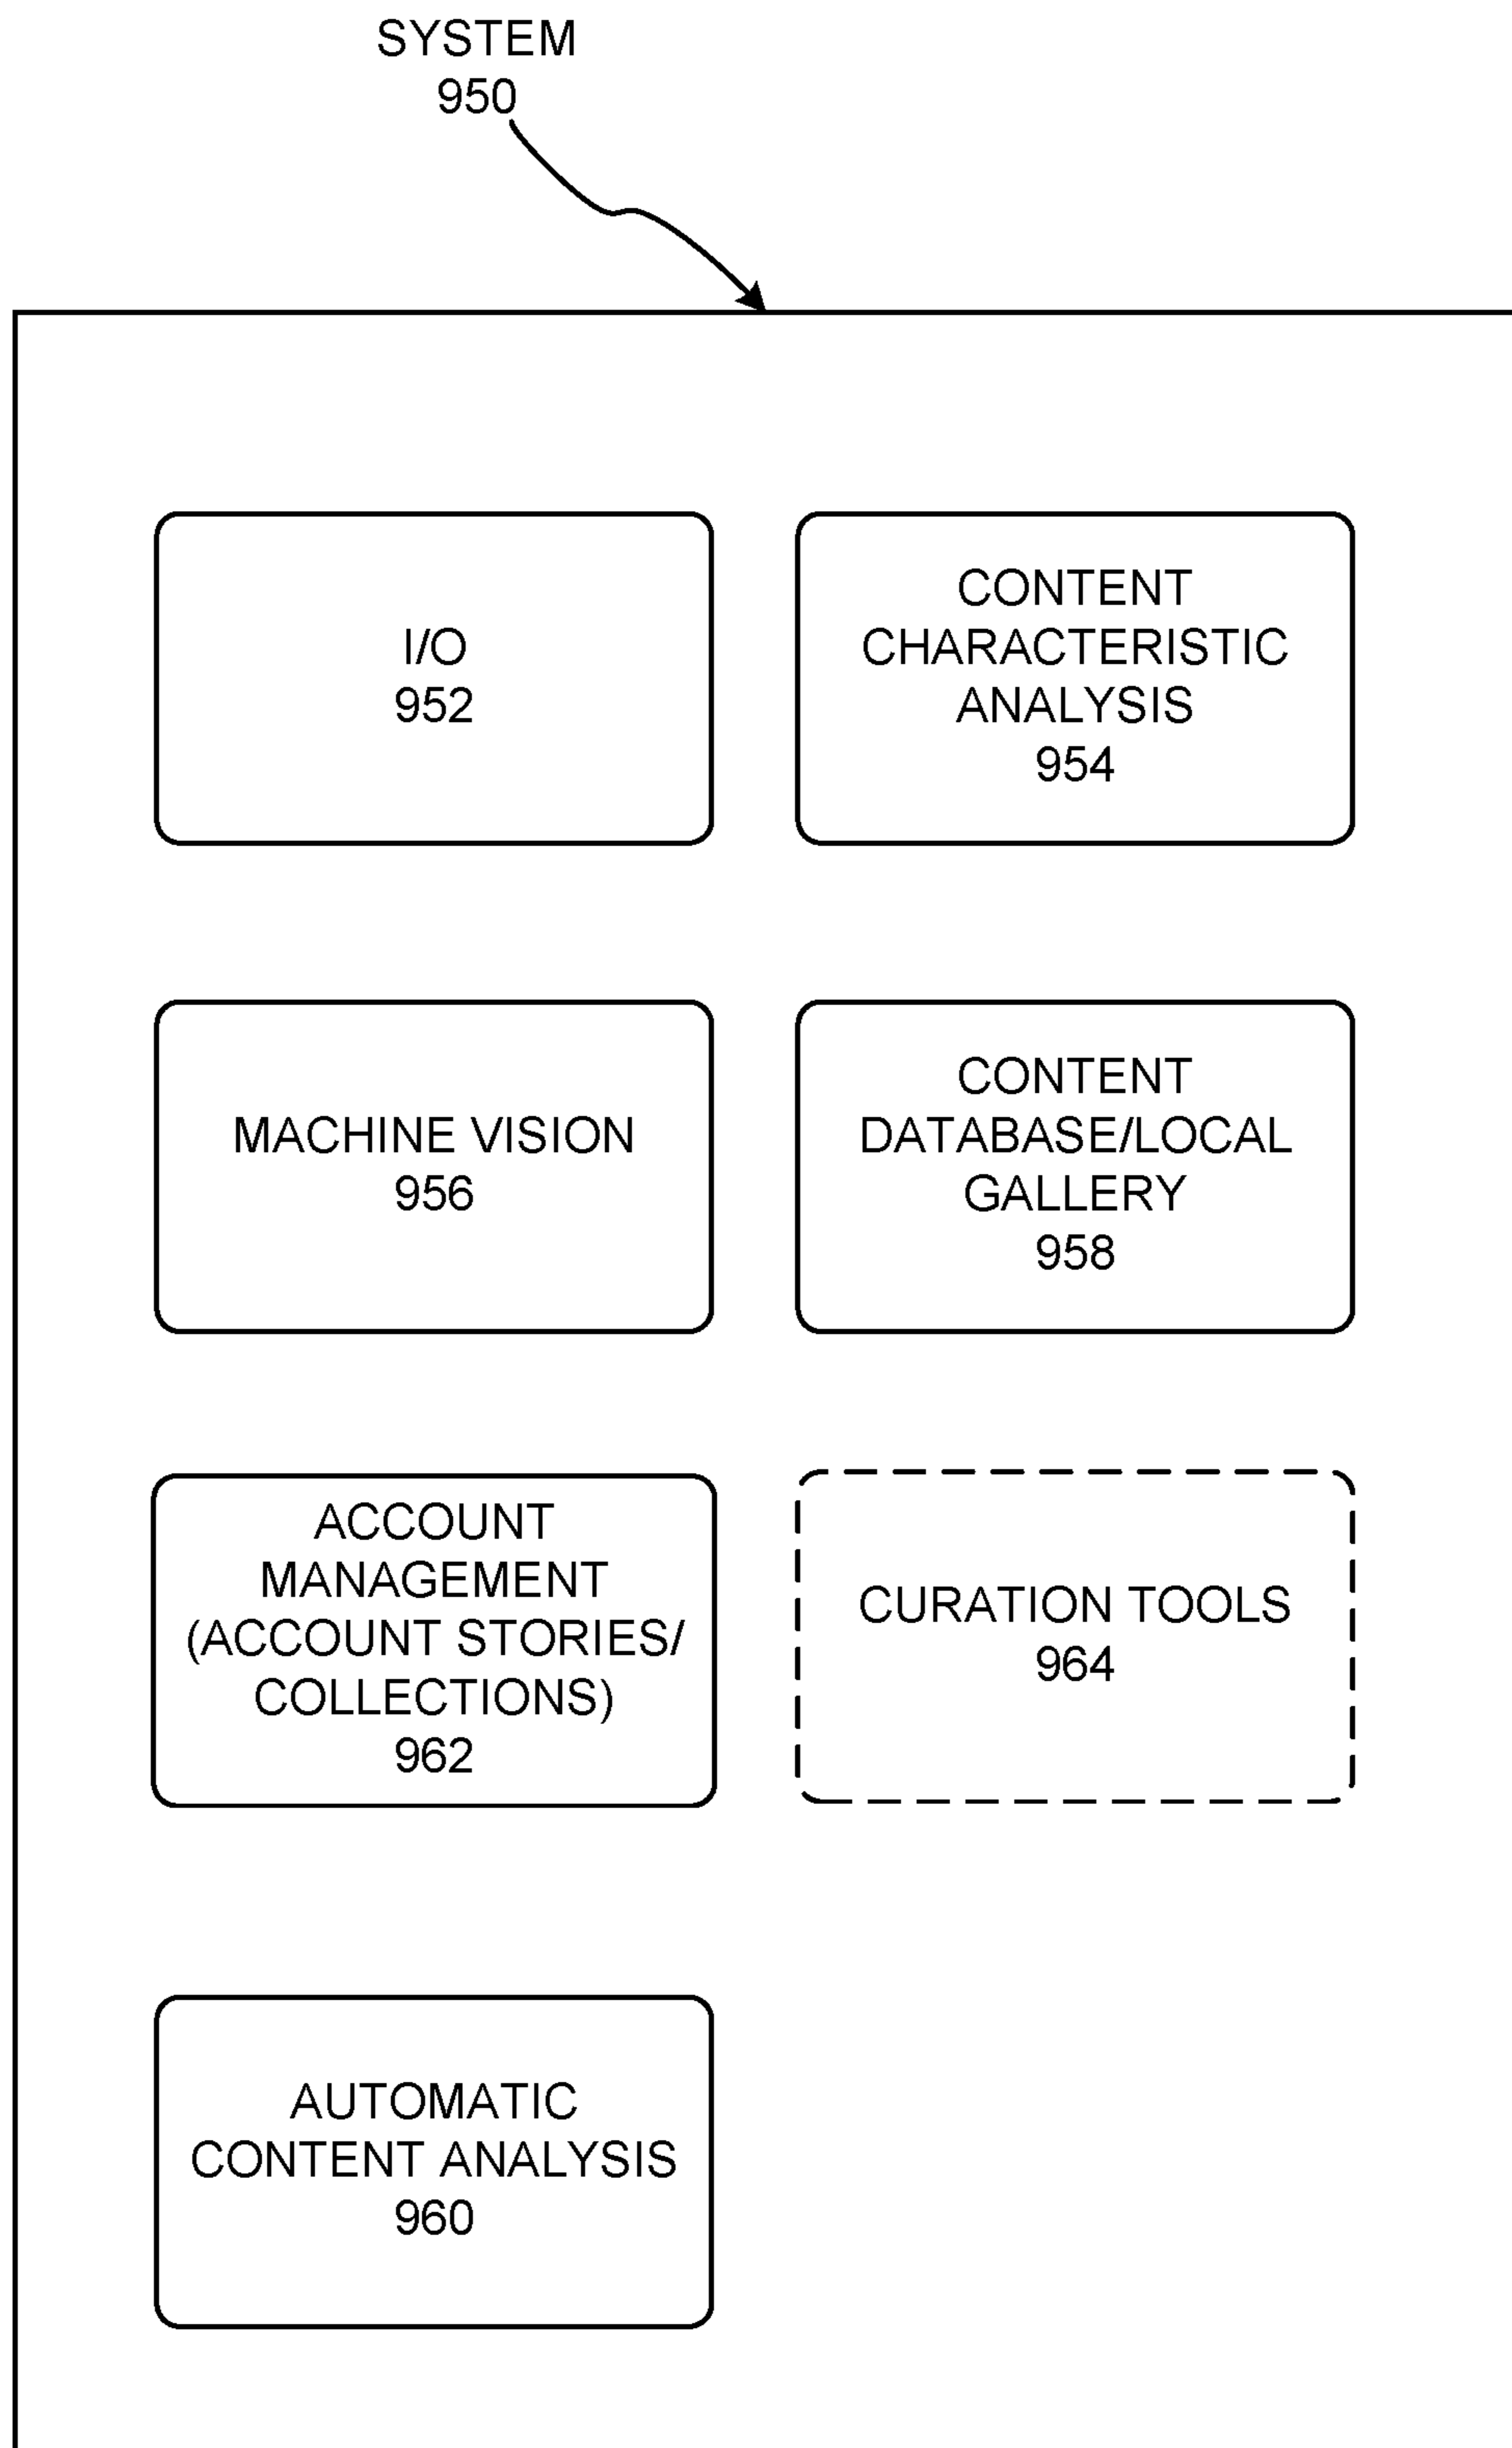 SYSTEM
950
I/O
952
CONTENT
CHARACTERISTIC
ANALYSIS
954
MACHINE VISION
956
CONTENT
DATABASE/LOCAL
GALLERY
958
ACCOUNT
MANAGEMENT
(ACCOUNT STORIES/
COLLECTIONS)
962
CURATION TOOLS
964
AUTOMATIC
CONTENT ANALYSIS
960